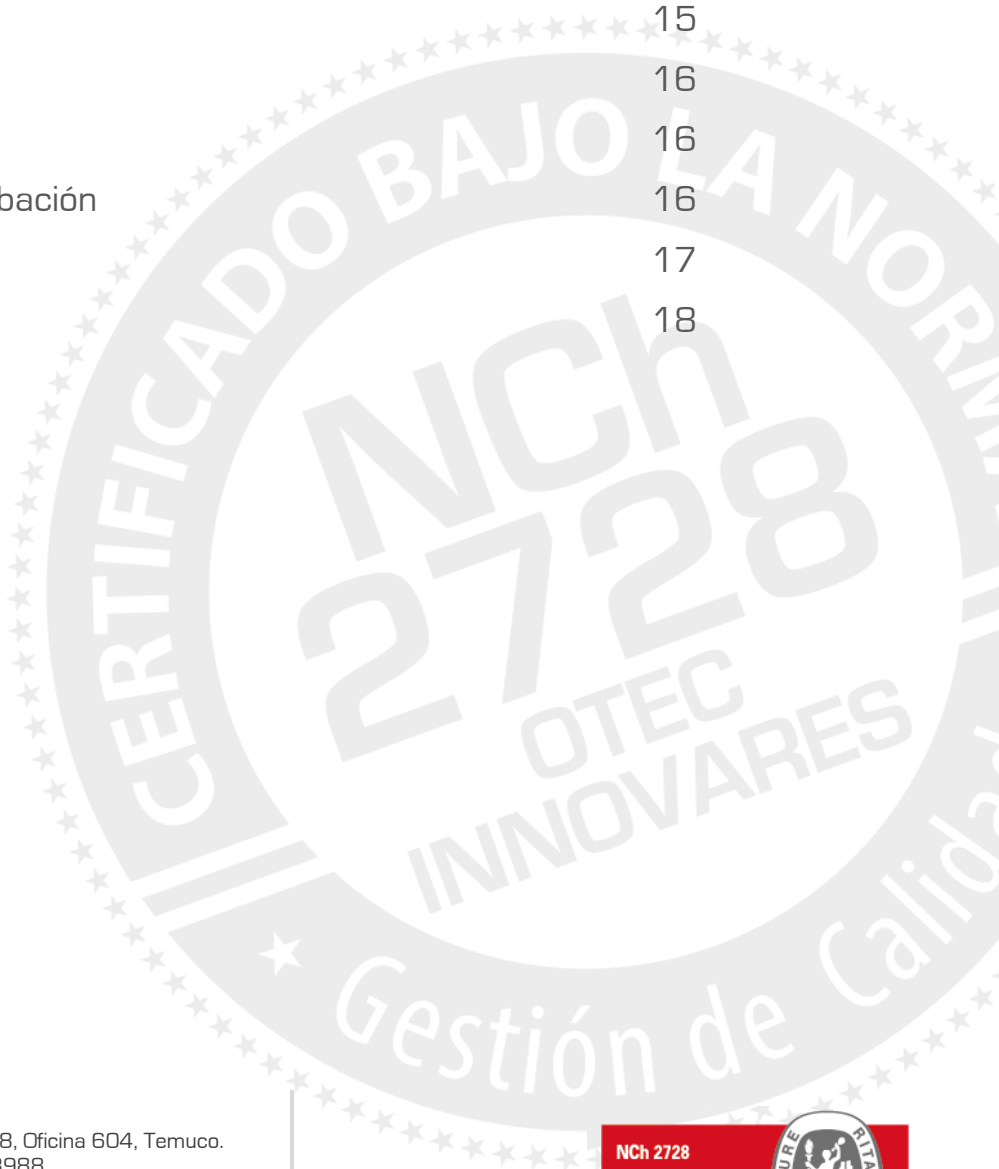 15
16
16
bación 16
17
18
CERTIFICADO BAJO LA NORMA
NCh
2728
OTEC
INNOVARES
Gestión de Calidad
8, Oficina 604, Temuco.
3988
NCh 2728